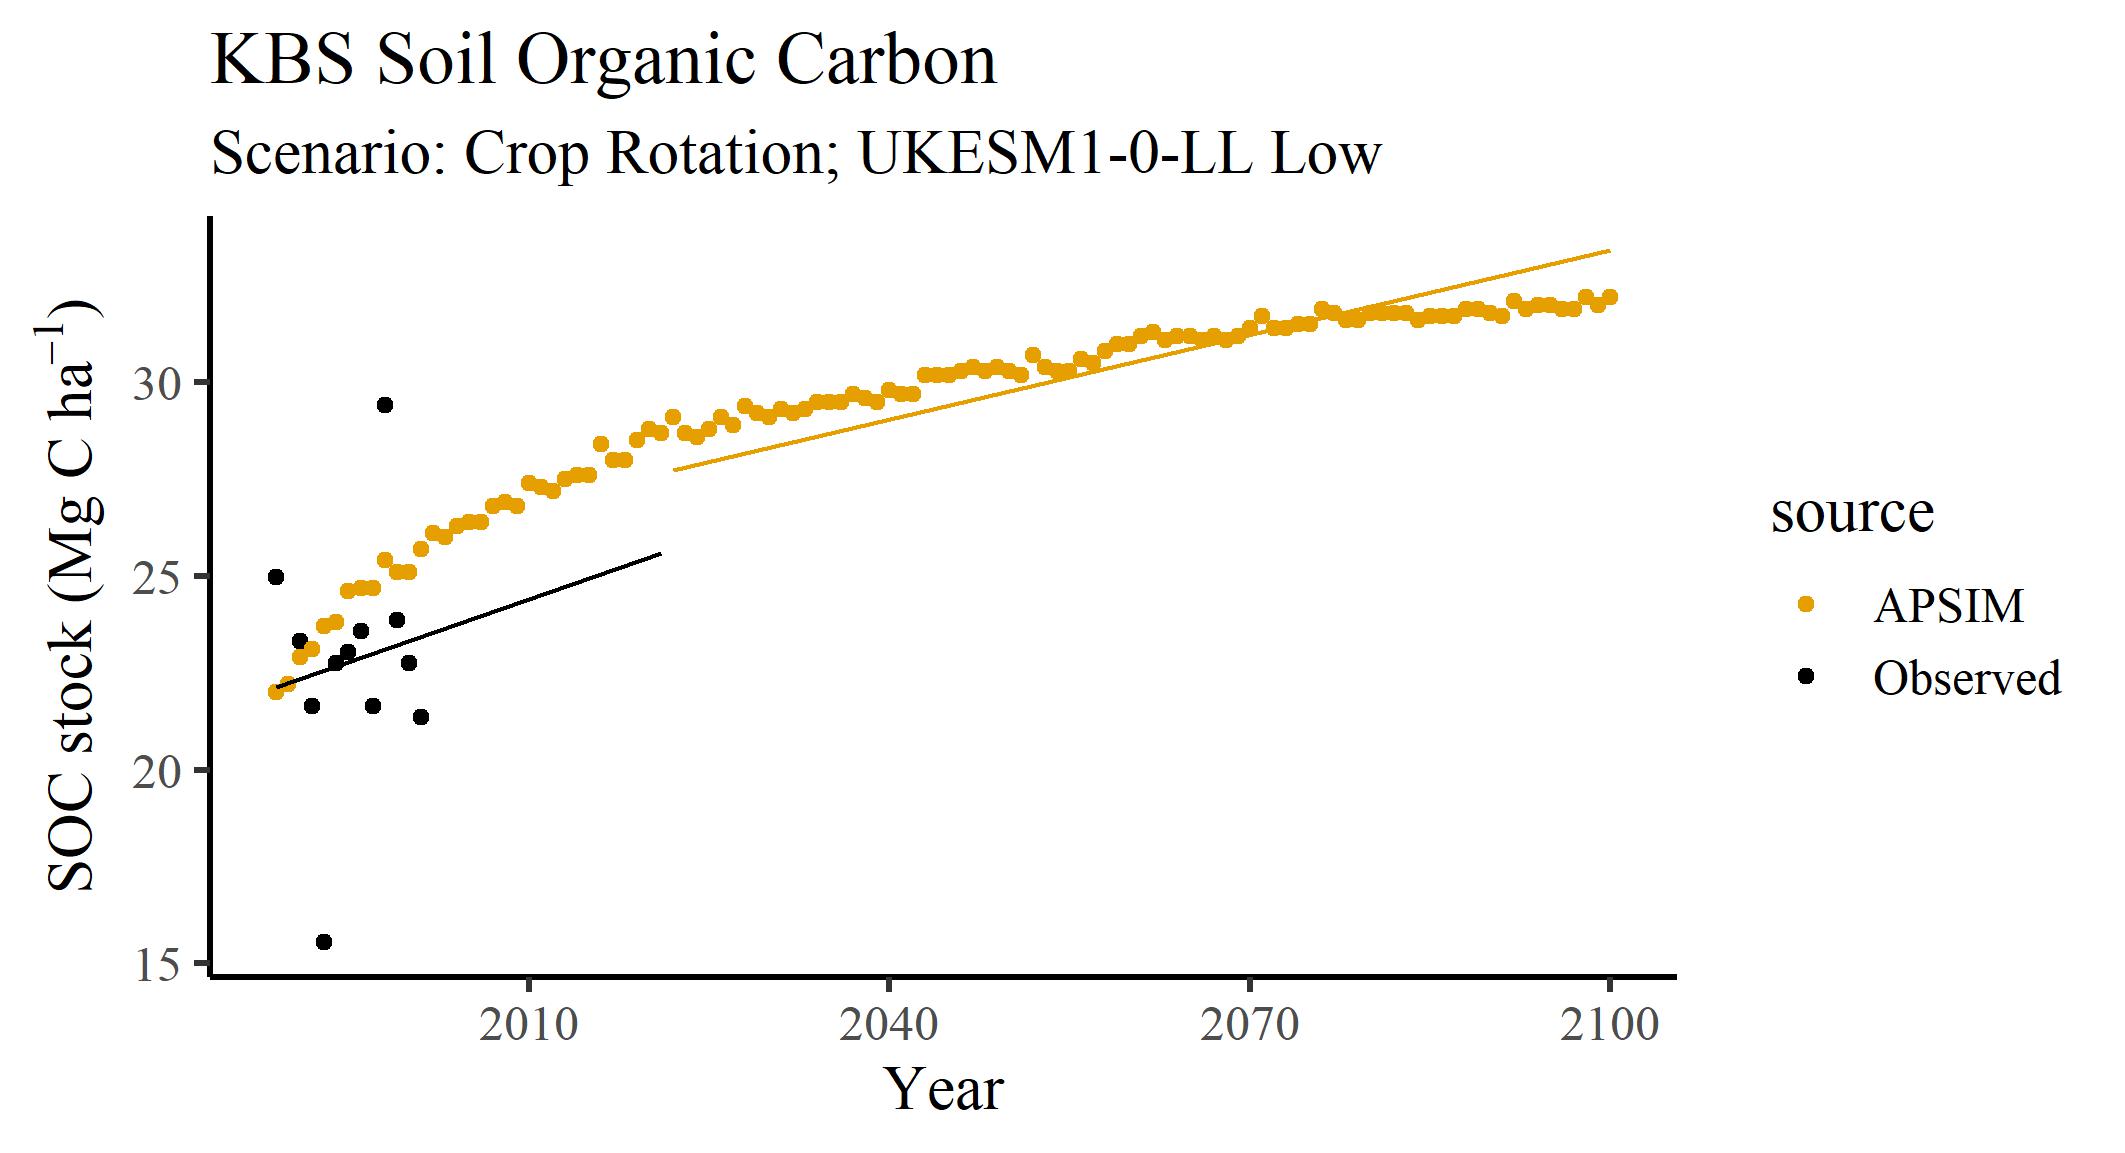 KBS Soil Organic Carbon
Scenario: Crop Rotation; UKESM1-0-LL Low
SOC stock (Mg C ha⁻¹)
30
25
20
15
2010 2040 2070 2100
Year
source
APSIM
Observed